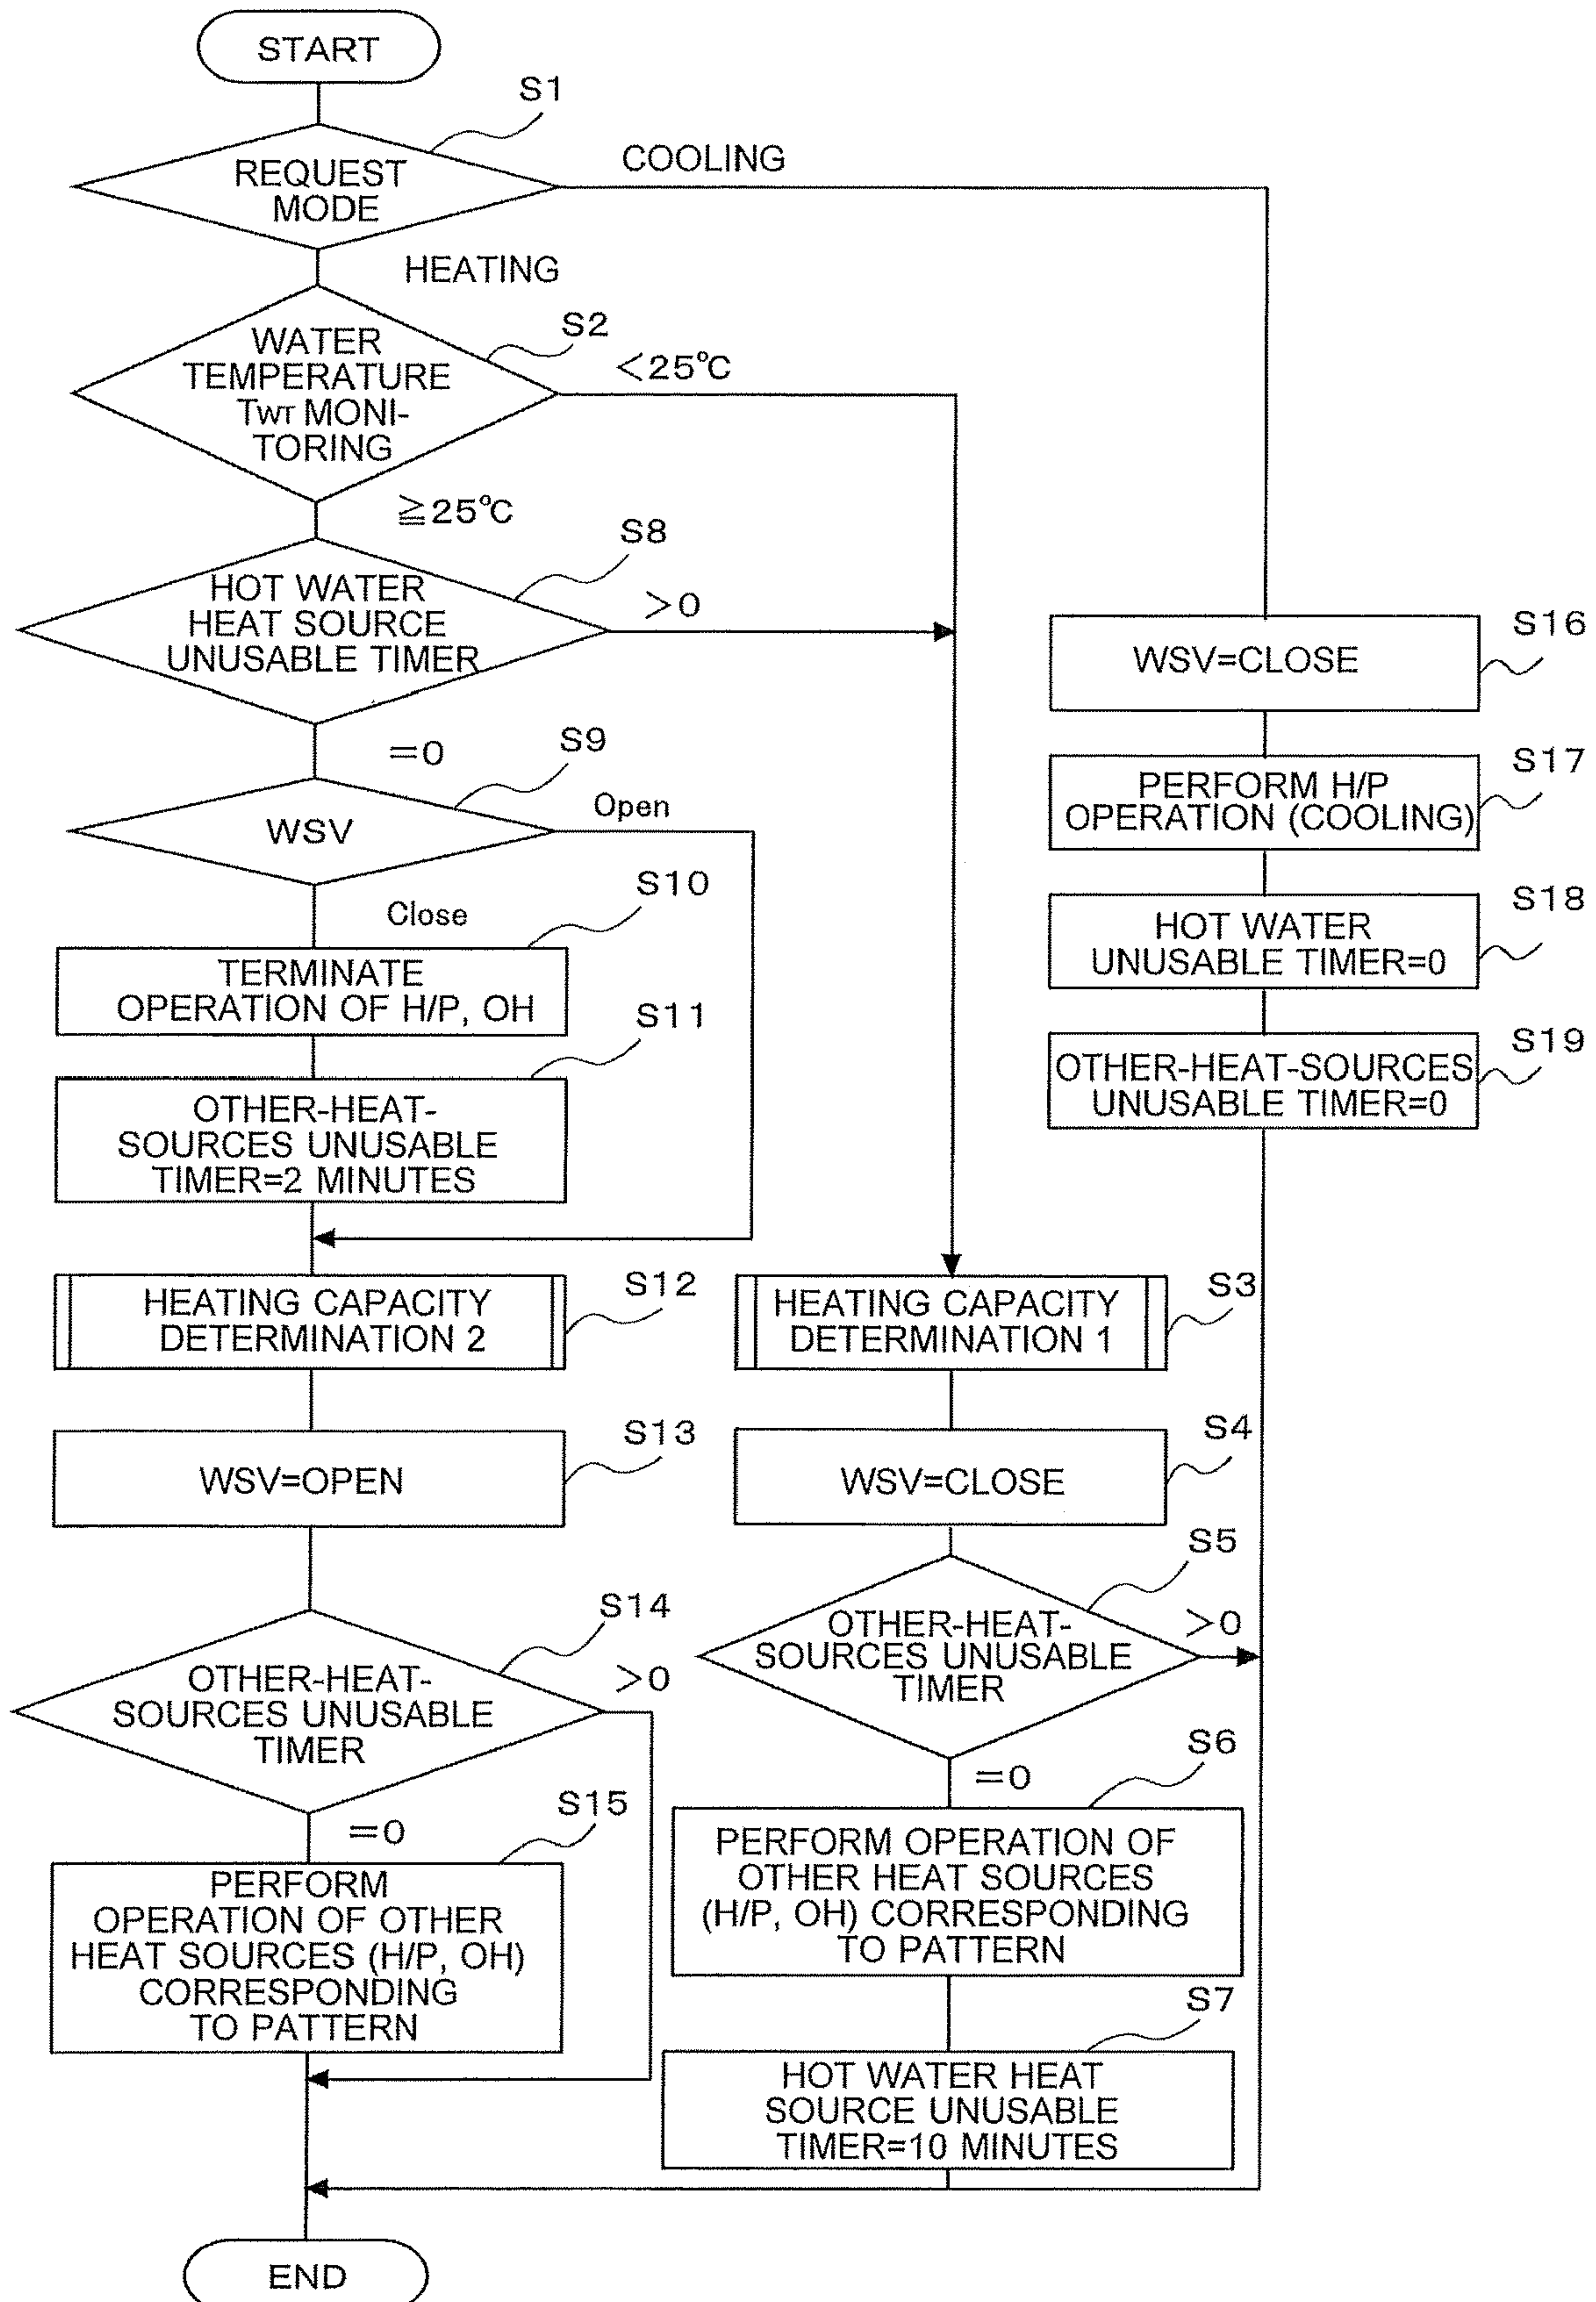 START
S1
REQUEST
MODE
COOLING
HEATING
S2
WATER
TEMPERATURE
TWT MONI-
TORING
<25℃
≧25℃
S8
HOT WATER
HEAT SOURCE
UNUSABLE TIMER
>0
=0
S9
WSV
Open
Close
S10
TERMINATE
OPERATION OF H/P, OH
S11
OTHER-HEAT-
SOURCES UNUSABLE
TIMER=2 MINUTES
S12
HEATING CAPACITY
DETERMINATION 2
S13
WSV=OPEN
S14
OTHER-HEAT-
SOURCES UNUSABLE
TIMER
>0
=0
S15
PERFORM
OPERATION OF OTHER
HEAT SOURCES (H/P, OH)
CORRESPONDING
TO PATTERN
S3
HEATING CAPACITY
DETERMINATION 1
S4
WSV=CLOSE
S5
OTHER-HEAT-
SOURCES UNUSABLE
TIMER
>0
=0
S6
PERFORM OPERATION OF
OTHER HEAT SOURCES
(H/P, OH) CORRESPONDING
TO PATTERN
S7
HOT WATER HEAT
SOURCE UNUSABLE
TIMER=10 MINUTES
S16
WSV=CLOSE
S17
PERFORM H/P
OPERATION (COOLING)
S18
HOT WATER
UNUSABLE TIMER=0
S19
OTHER-HEAT-SOURCES
UNUSABLE TIMER=0
END